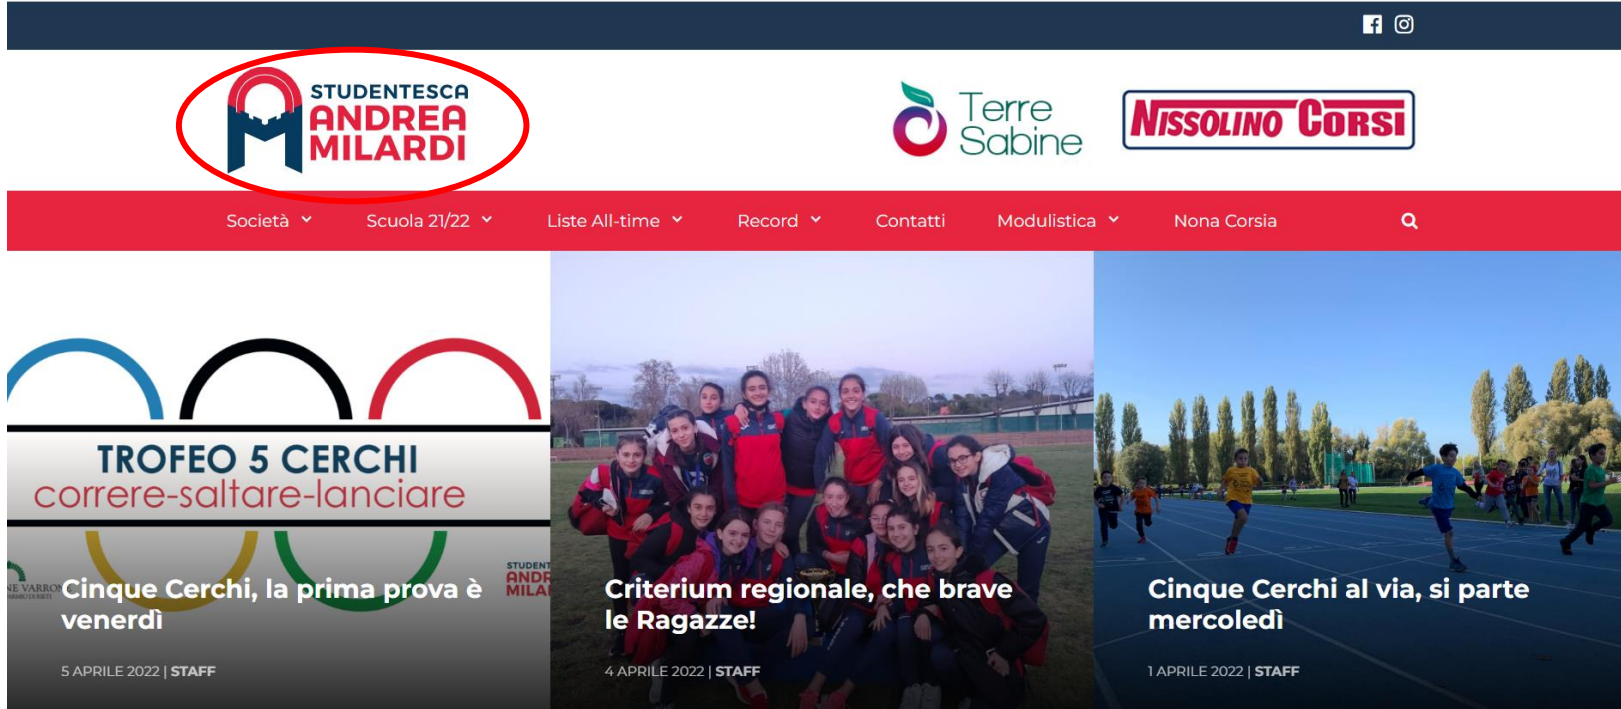 STUDENTESCA
ANDREA
MILARDI
Terre
Sabine
NISSOLINO CORSI
Società
Scuola 21/22
Liste All-time
Record
Contatti
Modulistica
Nona Corsia
TROFEO 5 CERCHI
correre-saltare-lanciare
Cinque Cerchi, la prima prova è
venerdì
5 APRILE 2022 | STAFF
Criterium regionale, che brave
le Ragazze!
4 APRILE 2022 | STAFF
Cinque Cerchi al via, si parte
mercoledì
1 APRILE 2022 | STAFF